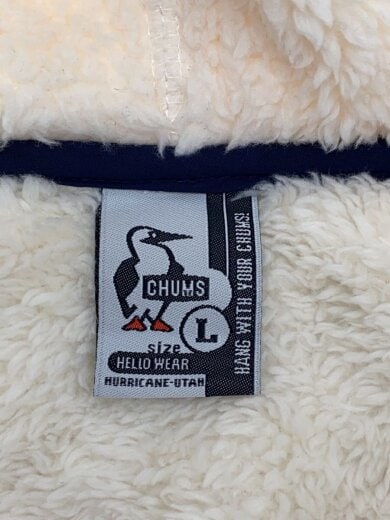 CHUMS
L
size
HELLO WEAR
HURRICANE-UTAH
HANG WITH YOUR CHUMS!